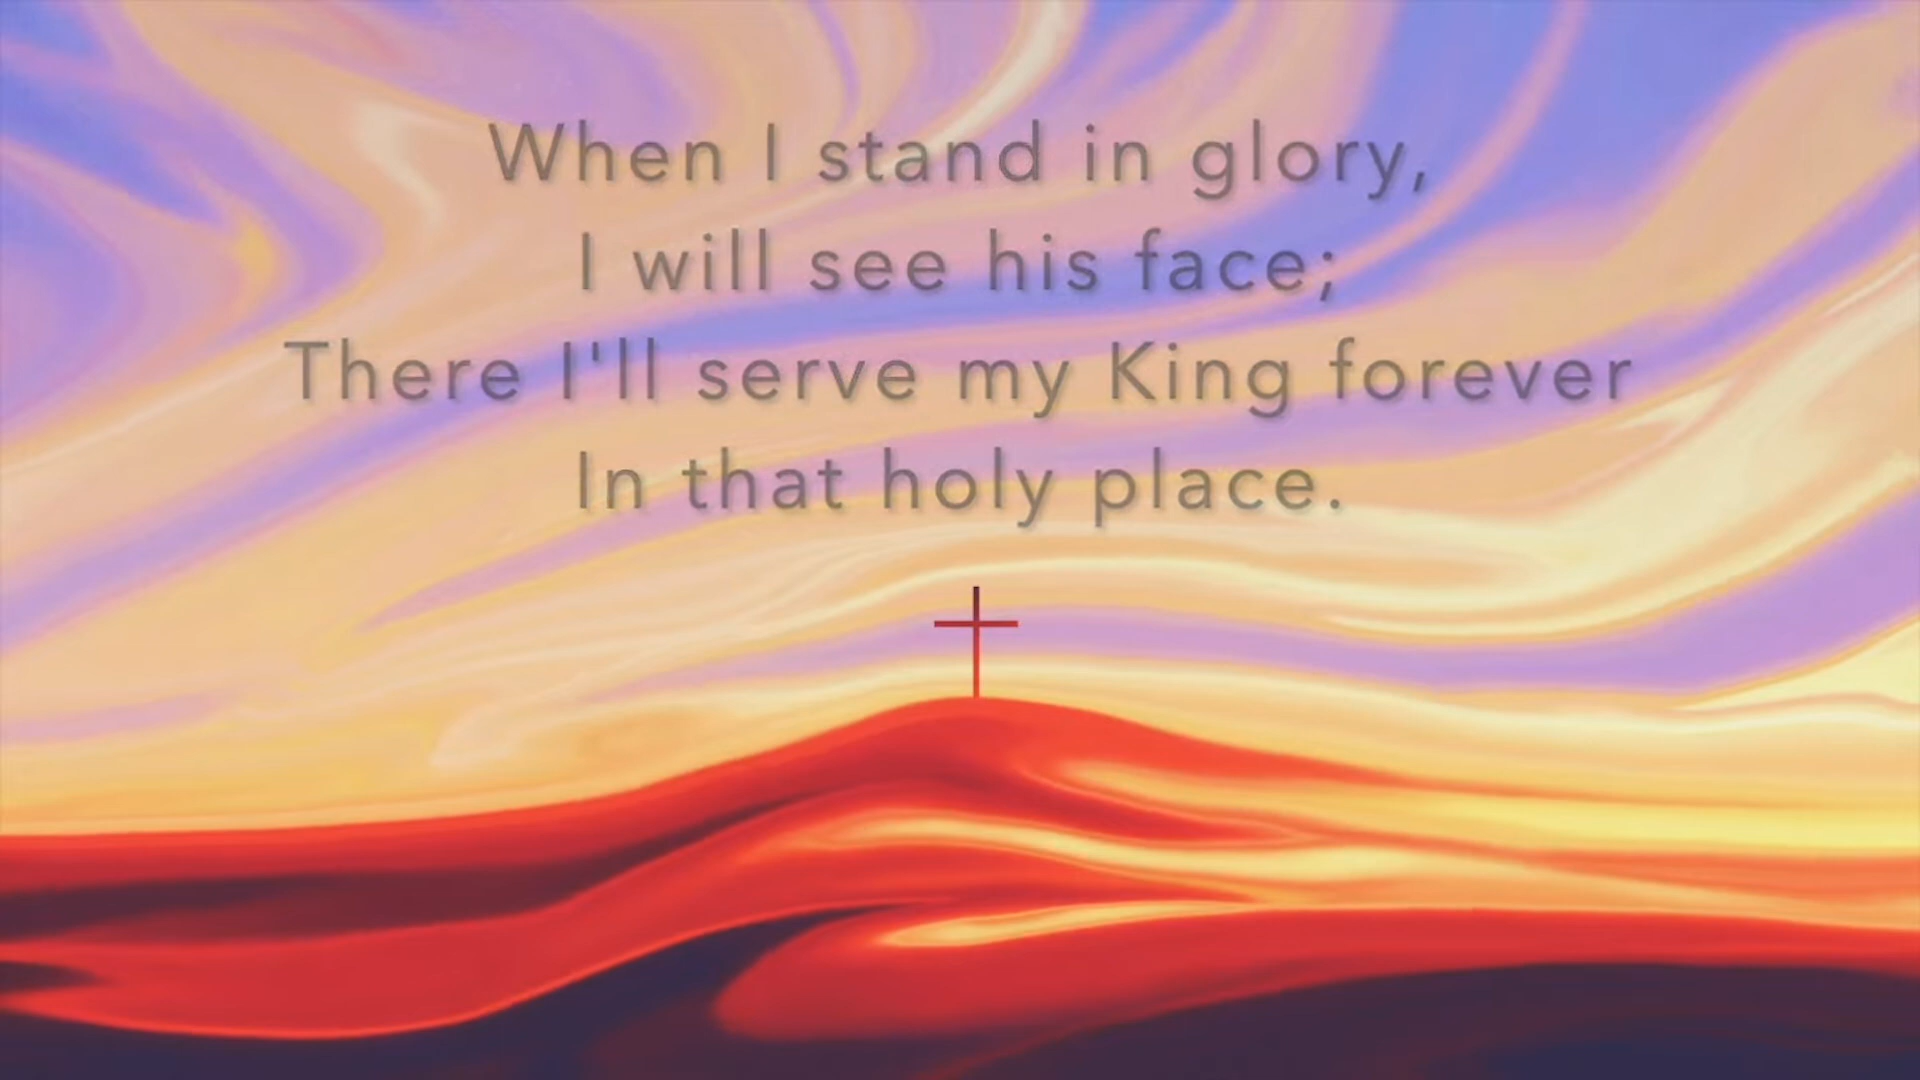 When I stand in glory,
I will see his face;
There I'll serve my King forever
In that holy place.